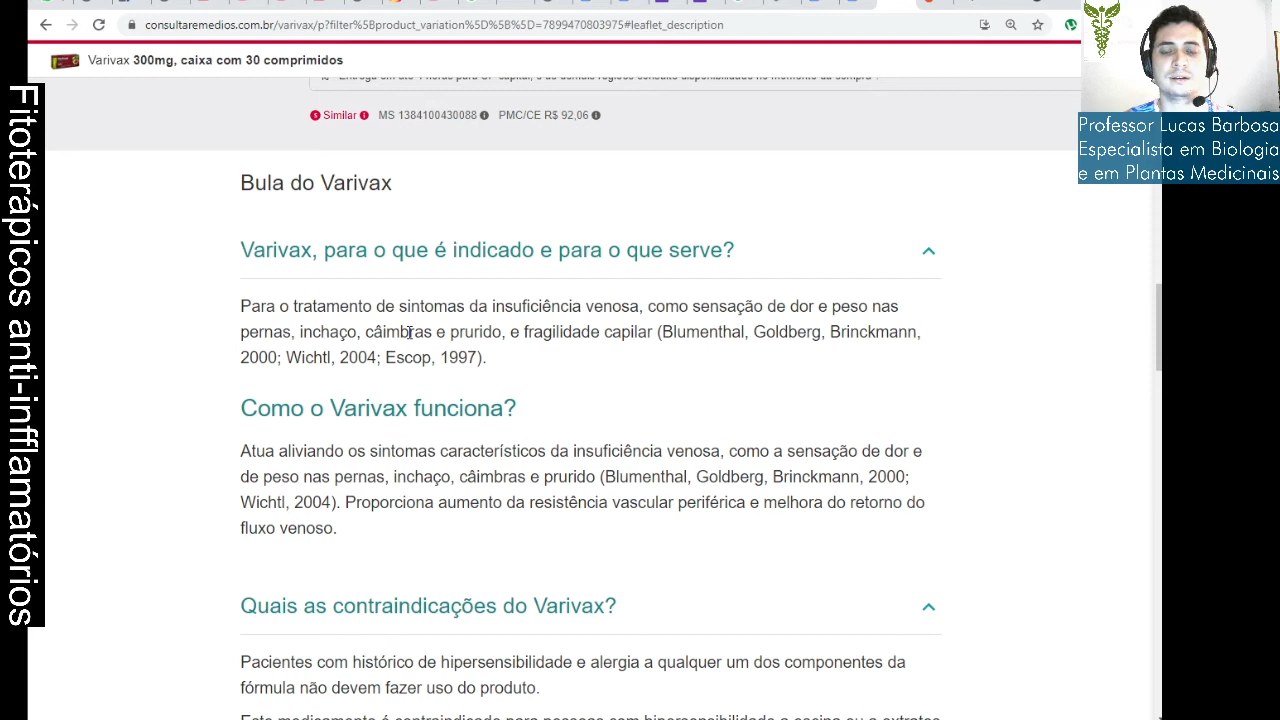 consultaremedios.com.br/varivax/p?filter%5Bproduct_variation%5D%5B%5D=7899470803975#leaflet_description
Varivax 300mg, caixa com 30 comprimidos
Similar MS 1384100430088 PMC/CE R$ 92,06
Bula do Varivax
Varivax, para o que é indicado e para o que serve?
Para o tratamento de sintomas da insuficiência venosa, como sensação de dor e peso nas
pernas, inchaço, câimbras e prurido, e fragilidade capilar (Blumenthal, Goldberg, Brinckmann,
2000; Wichtl, 2004; Escop, 1997).
Como o Varivax funciona?
Atua aliviando os sintomas característicos da insuficiência venosa, como a sensação de dor e
de peso nas pernas, inchaço, câimbras e prurido (Blumenthal, Goldberg, Brinckmann, 2000;
Wichtl, 2004). Proporciona aumento da resistência vascular periférica e melhora do retorno do
fluxo venoso.
Quais as contraindicações do Varivax?
Pacientes com histórico de hipersensibilidade e alergia a qualquer um dos componentes da
fórmula não devem fazer uso do produto.
Professor Lucas Barbosa
Especialista em Biologia
e em Plantas Medicinais
Fitoterápicos anti-infflamatórios